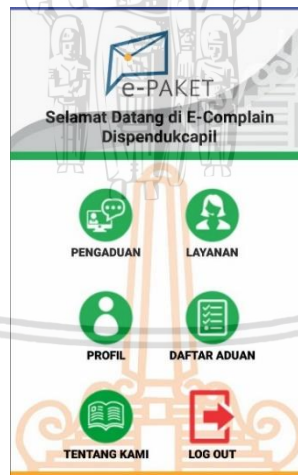 e-PAKET
Selamat Datang di E-Complain
Dispendukcapil
PENGADUAN LAYANAN
PROFIL DAFTAR ADUAN
TENTANG KAMI LOG OUT